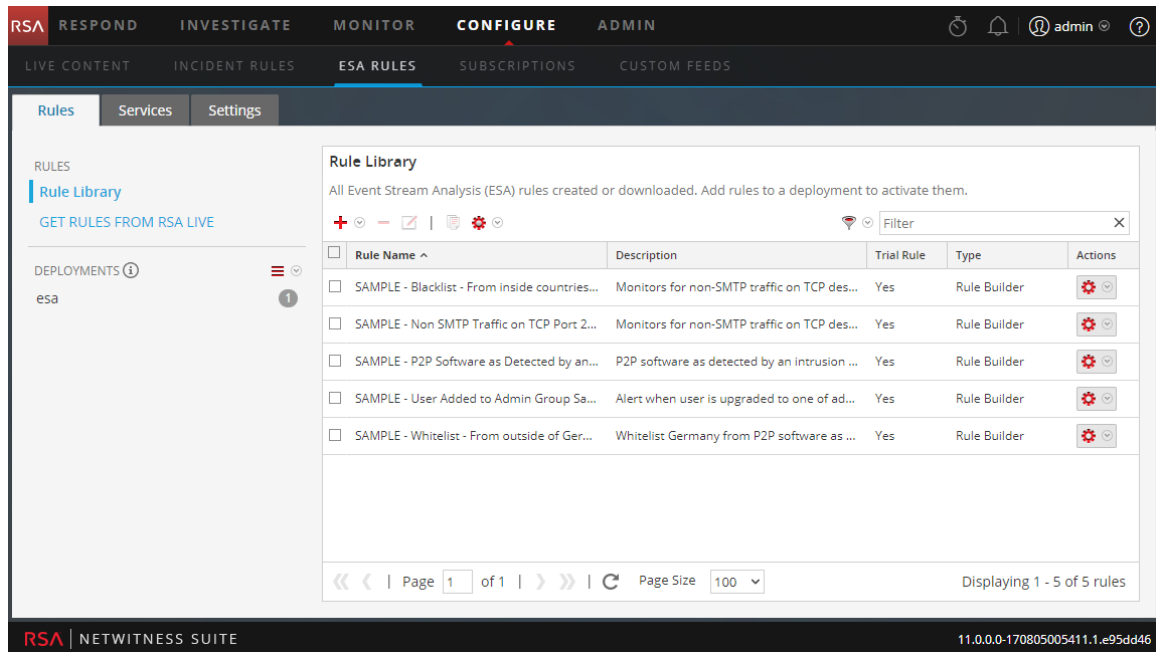 RSA RESPOND INVESTIGATE MONITOR CONFIGURE ADMIN admin ?
LIVE CONTENT INCIDENT RULES ESA RULES SUBSCRIPTIONS CUSTOM FEEDS
Rules Services Settings
RULES
Rule Library
GET RULES FROM RSA LIVE
DEPLOYMENTS i
esa 1
Rule Library
All Event Stream Analysis (ESA) rules created or downloaded. Add rules to a deployment to activate them.
Filter
Rule Name Description Trial Rule Type Actions
SAMPLE - Blacklist - From inside countries... Monitors for non-SMTP traffic on TCP des... Yes Rule Builder
SAMPLE - Non SMTP Traffic on TCP Port 2... Monitors for non-SMTP traffic on TCP des... Yes Rule Builder
SAMPLE - P2P Software as Detected by an... P2P software as detected by an intrusion ... Yes Rule Builder
SAMPLE - User Added to Admin Group Sa... Alert when user is upgraded to one of ad... Yes Rule Builder
SAMPLE - Whitelist - From outside of Ger... Whitelist Germany from P2P software as ... Yes Rule Builder
Page 1 of 1 Page Size 100 Displaying 1 - 5 of 5 rules
RSA NETWITNESS SUITE 11.0.0.0-170805005411.1.e95dd46